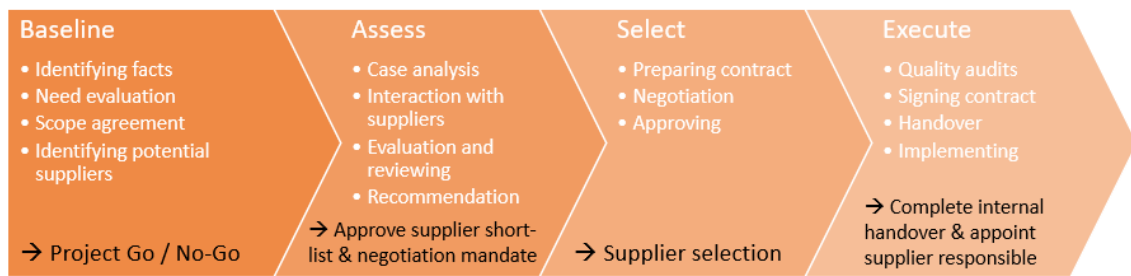 Baseline
• Identifying facts
• Need evaluation
• Scope agreement
• Identifying potential
suppliers
→ Project Go / No-Go
Assess
• Case analysis
• Interaction with
suppliers
• Evaluation and
reviewing
• Recommendation
→ Approve supplier short-
list & negotiation mandate
Select
• Preparing contract
• Negotiation
• Approving
→ Supplier selection
Execute
• Quality audits
• Signing contract
• Handover
• Implementing
→ Complete internal
handover & appoint
supplier responsible